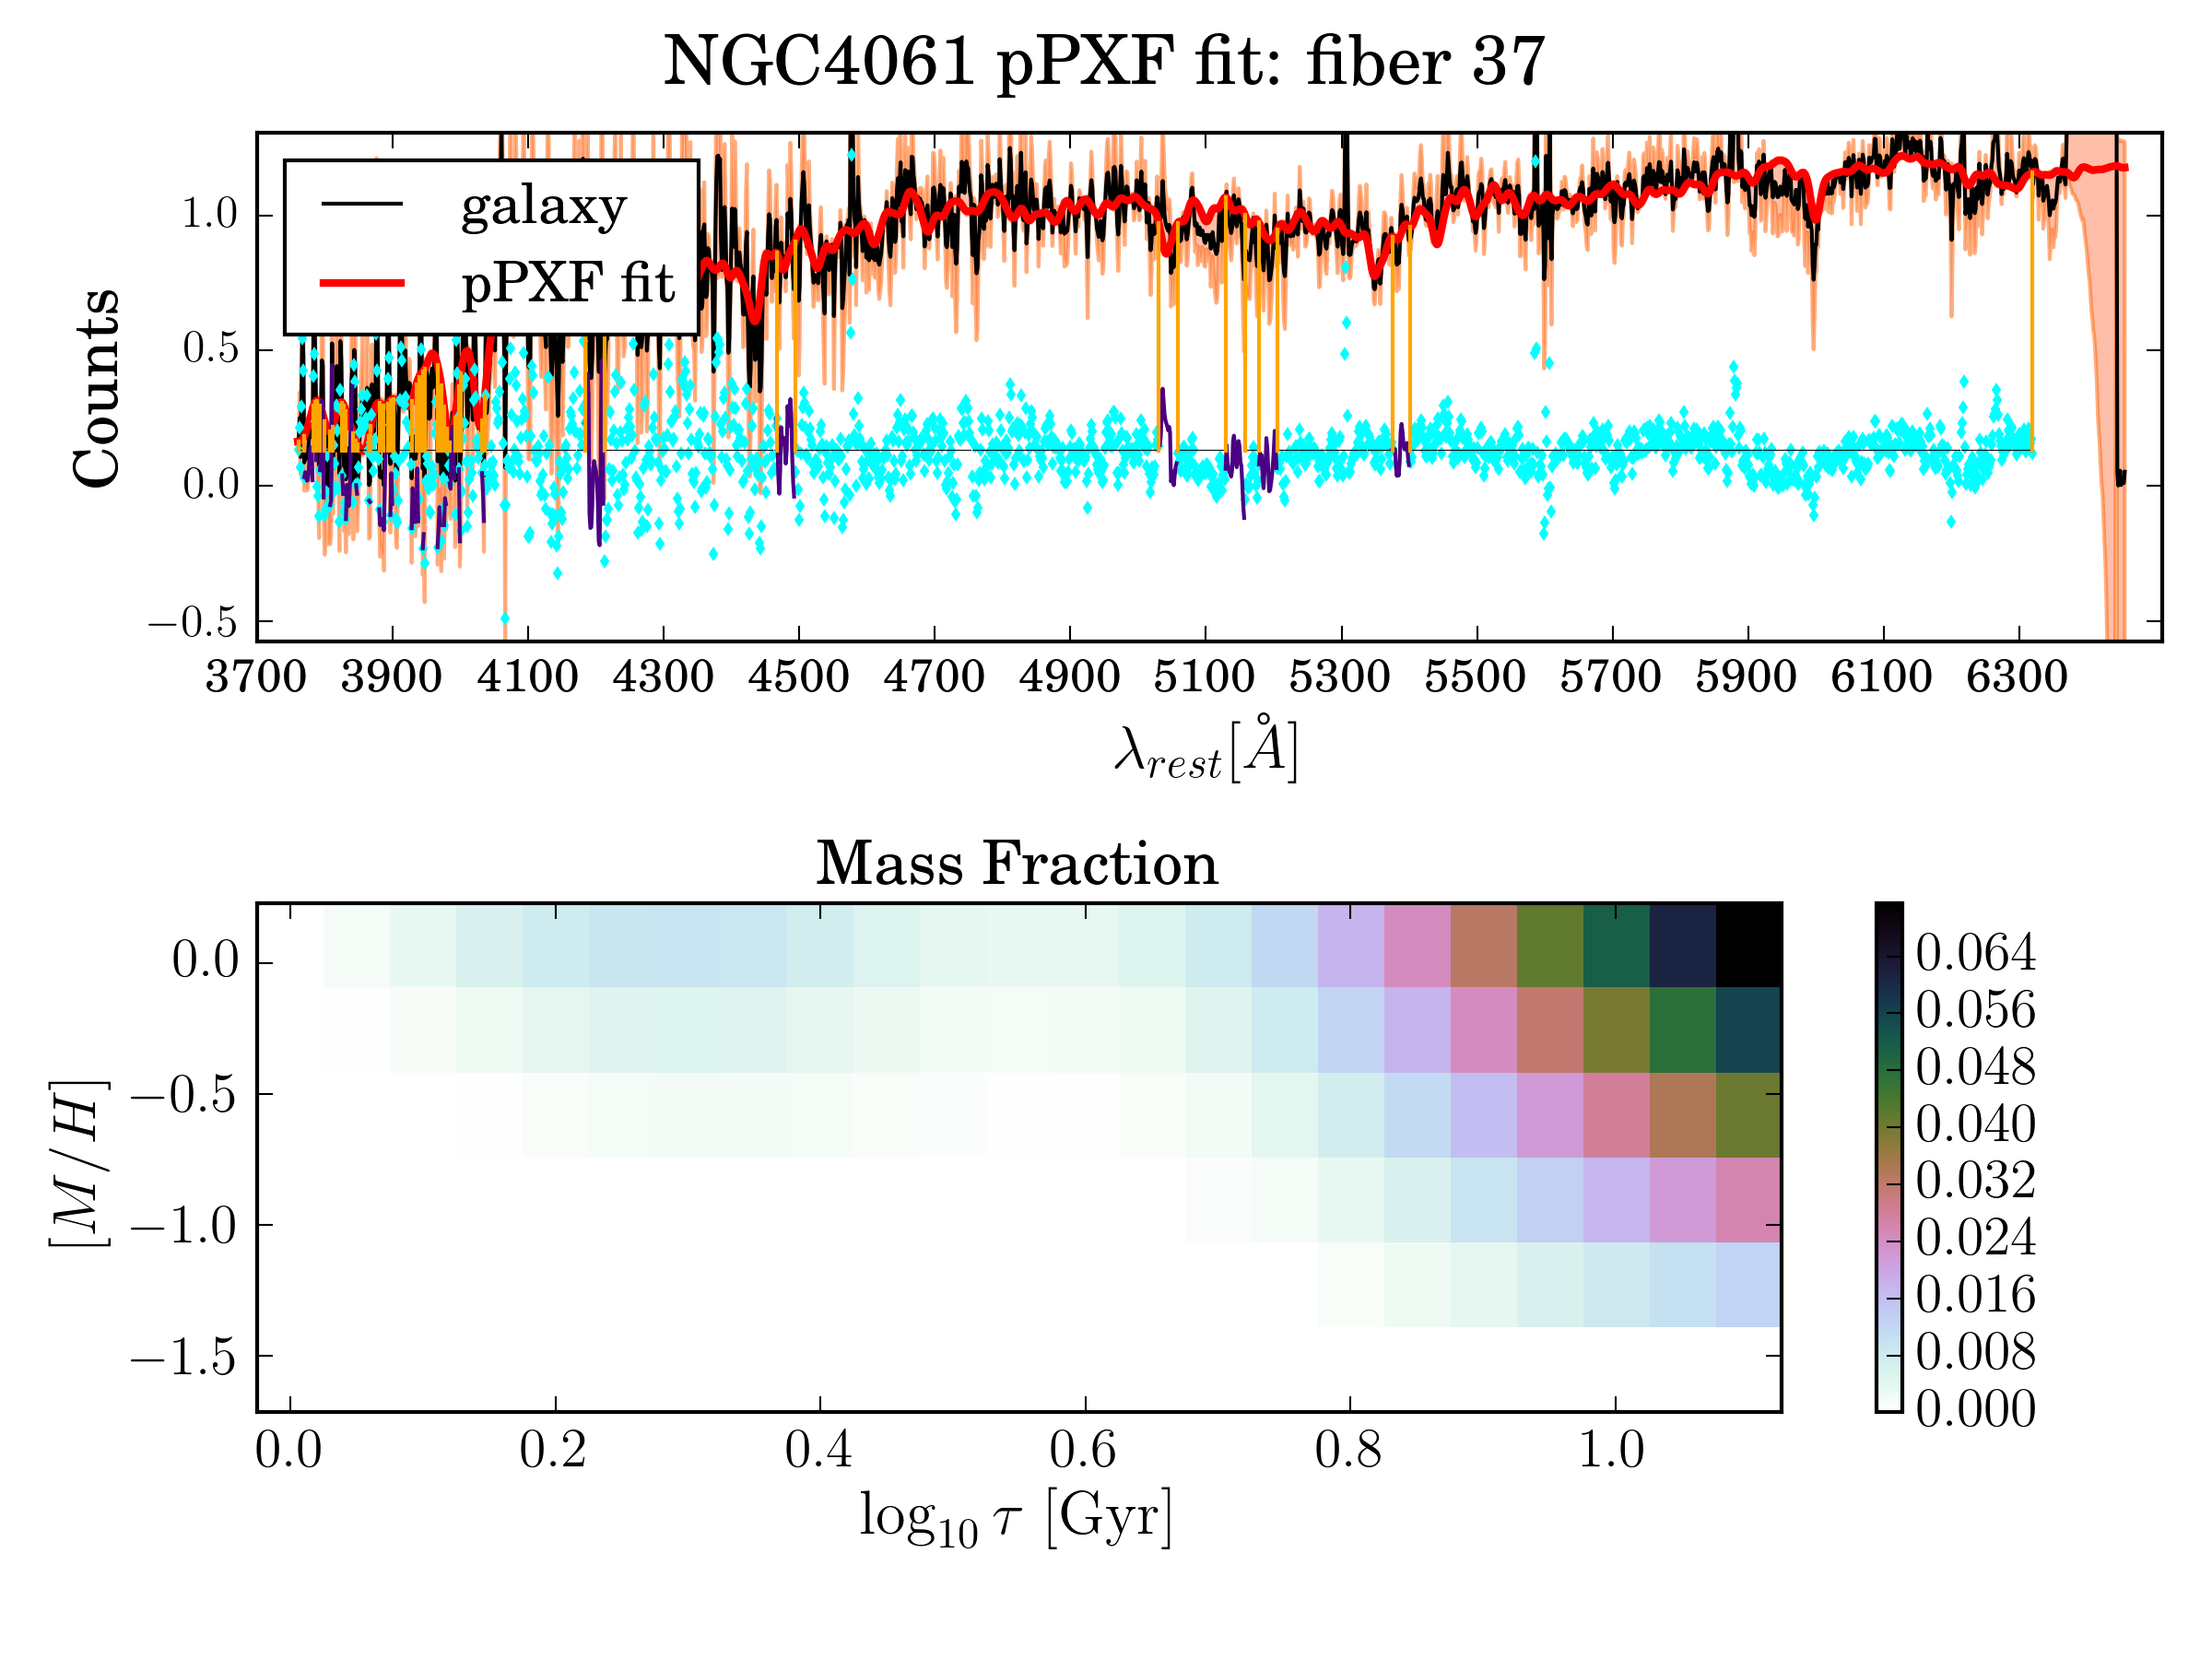 NGC4061 pPXF fit: fiber 37
galaxy
pPXF fit
Counts
1.0
0.5
0.0
−0.5
3700 3900 4100 4300 4500 4700 4900 5100 5300 5500 5700 5900 6100 6300
λrest[Å]
Mass Fraction
[M/H]
0.0
−0.5
−1.0
−1.5
0.0 0.2 0.4 0.6 0.8 1.0
log10 τ [Gyr]
0.064
0.056
0.048
0.040
0.032
0.024
0.016
0.008
0.000